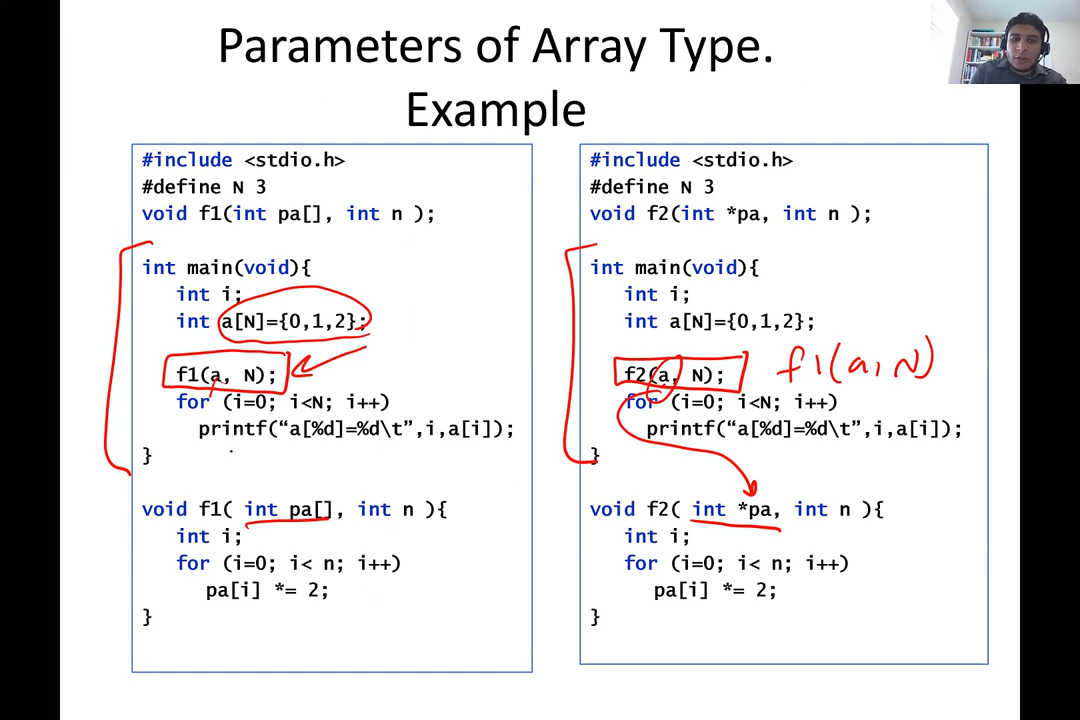 Parameters of Array Type.
Example
#include <stdio.h>
#define N 3
void f1(int pa[], int n );
int main(void){
int i;
int a[N]={0,1,2};
f1(a, N);
for (i=0; i<N; i++)
printf(“a[%d]=%d\t”,i,a[i]);
}
void f1( int pa[], int n ){
int i;
for (i=0; i< n; i++)
pa[i] *= 2;
}
#include <stdio.h>
#define N 3
void f2(int *pa, int n );
int main(void){
int i;
int a[N]={0,1,2};
f2(a, N);
f1(a, N)
for (i=0; i<N; i++)
printf(“a[%d]=%d\t”,i,a[i]);
}
void f2( int *pa, int n ){
int i;
for (i=0; i< n; i++)
pa[i] *= 2;
}